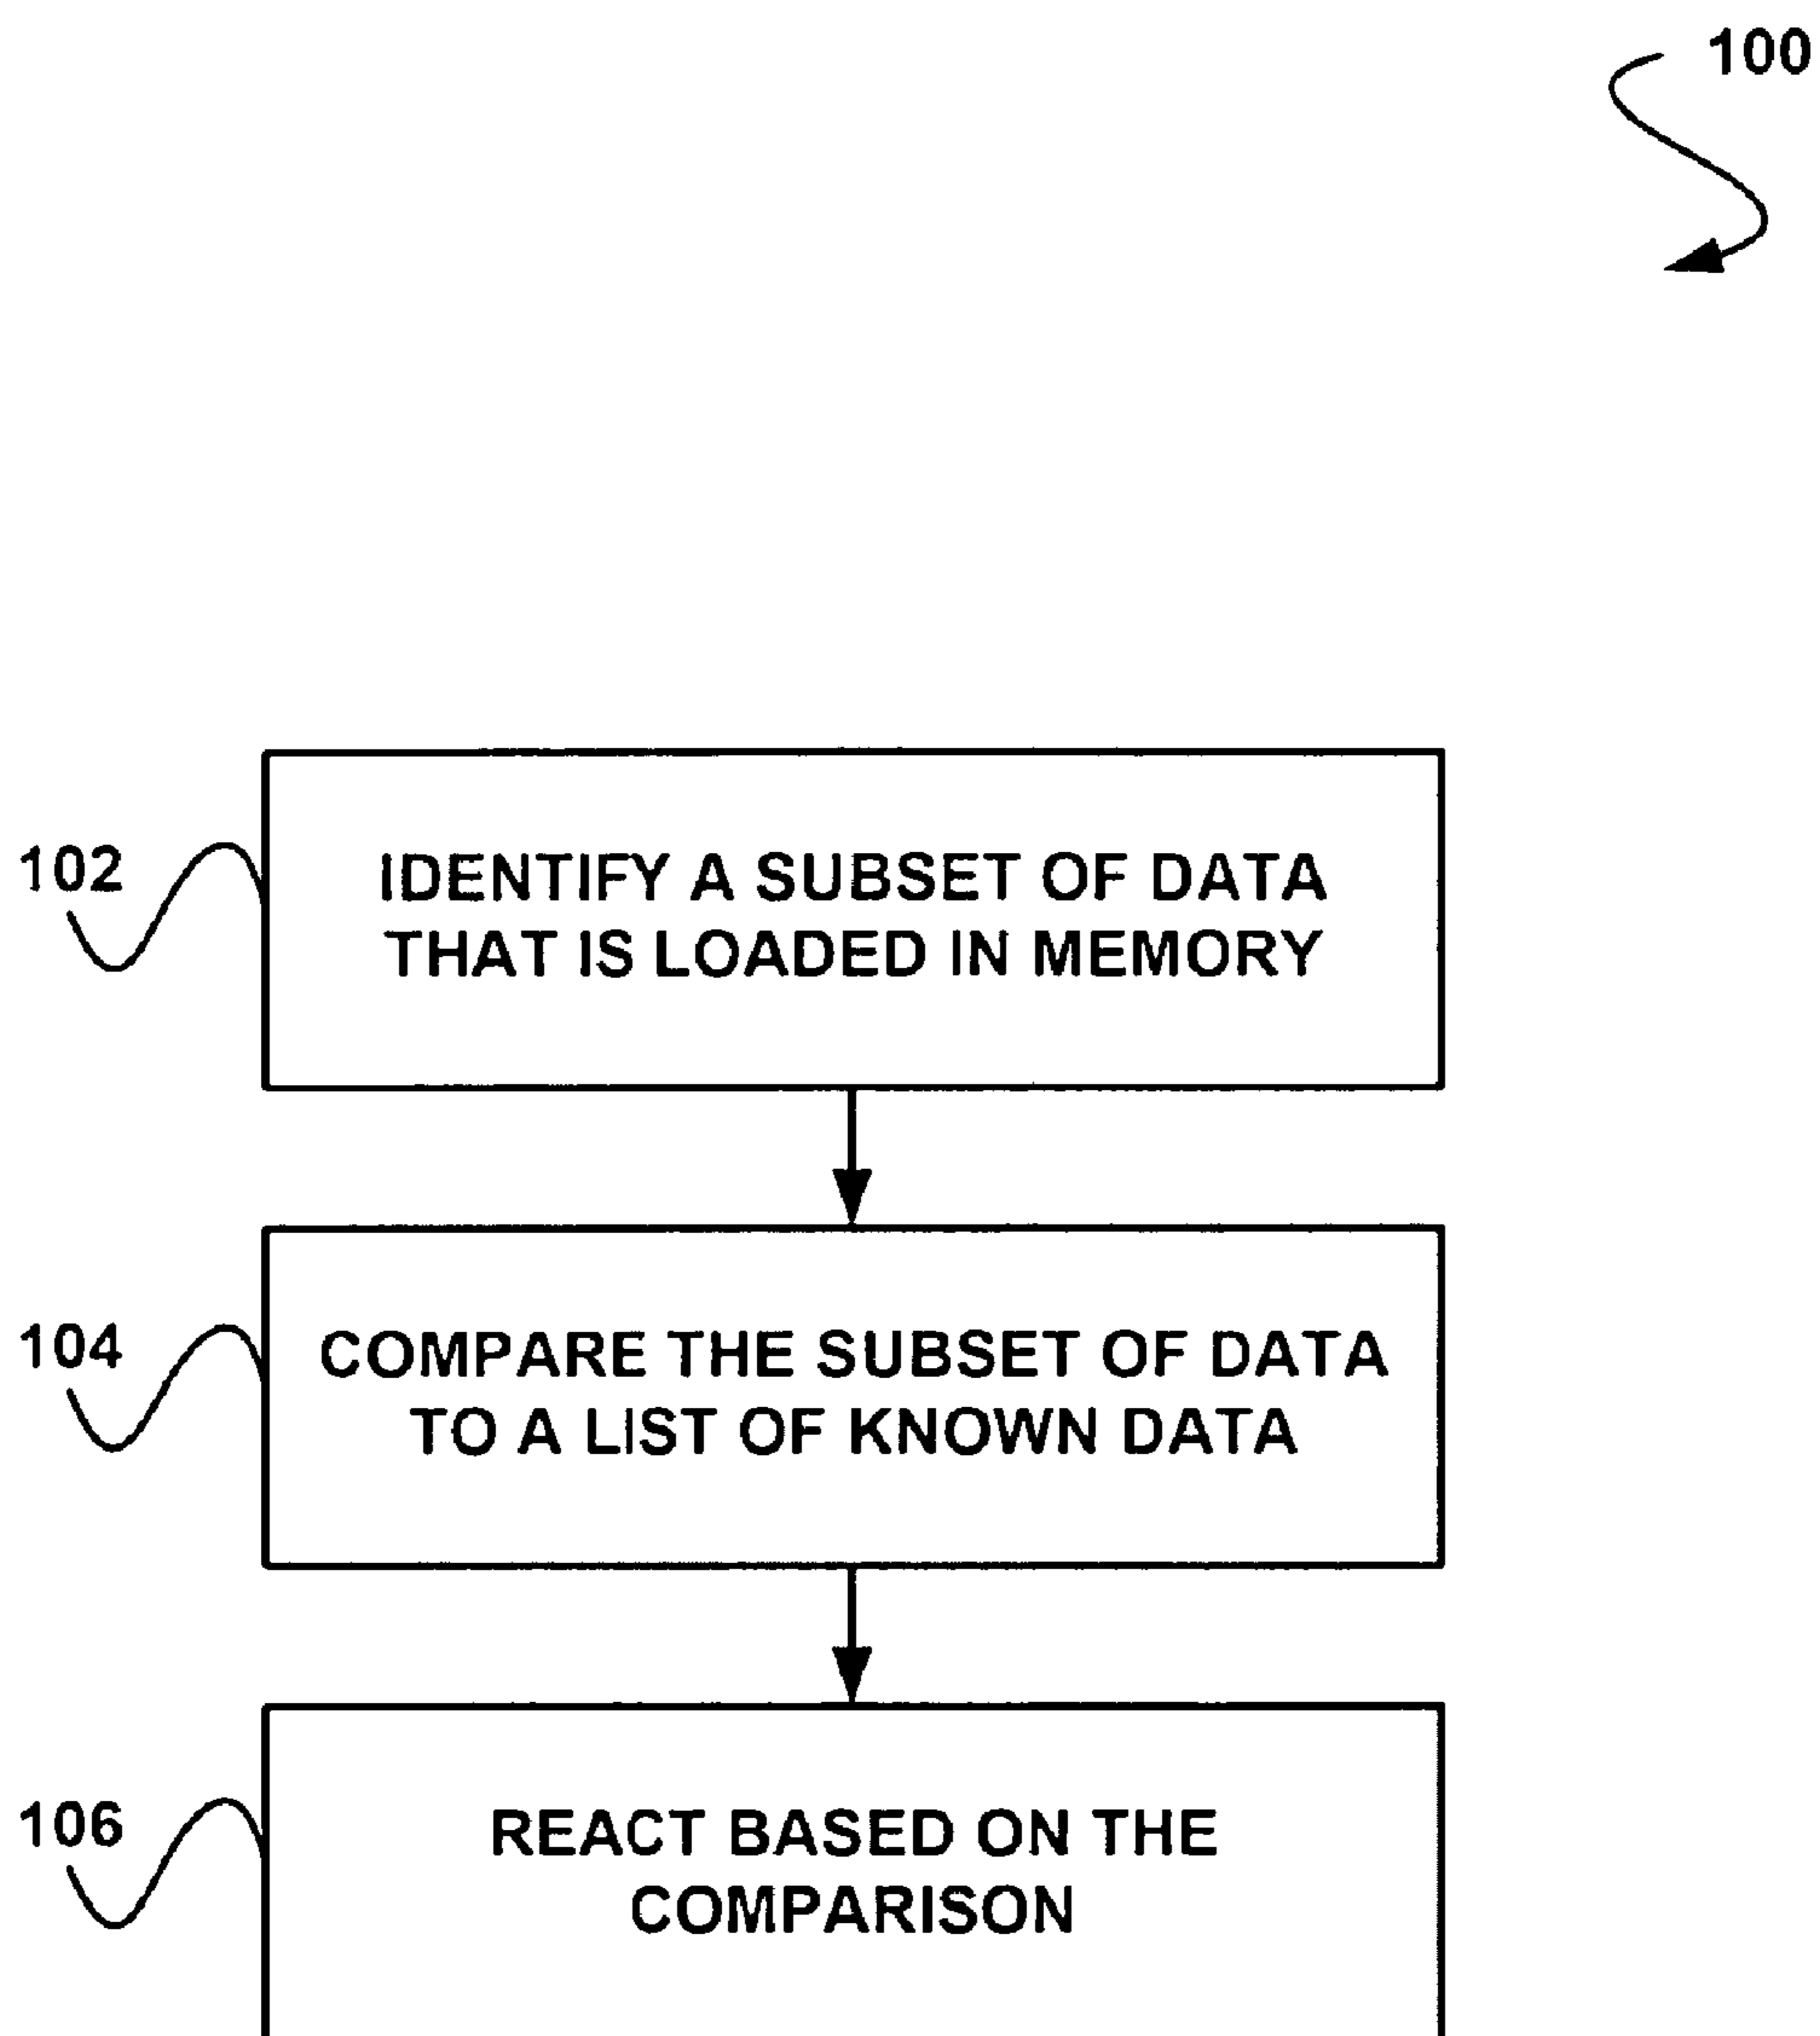 100
102
IDENTIFY A SUBSET OF DATA
THAT IS LOADED IN MEMORY
104
COMPARE THE SUBSET OF DATA
TO A LIST OF KNOWN DATA
106
REACT BASED ON THE
COMPARISON